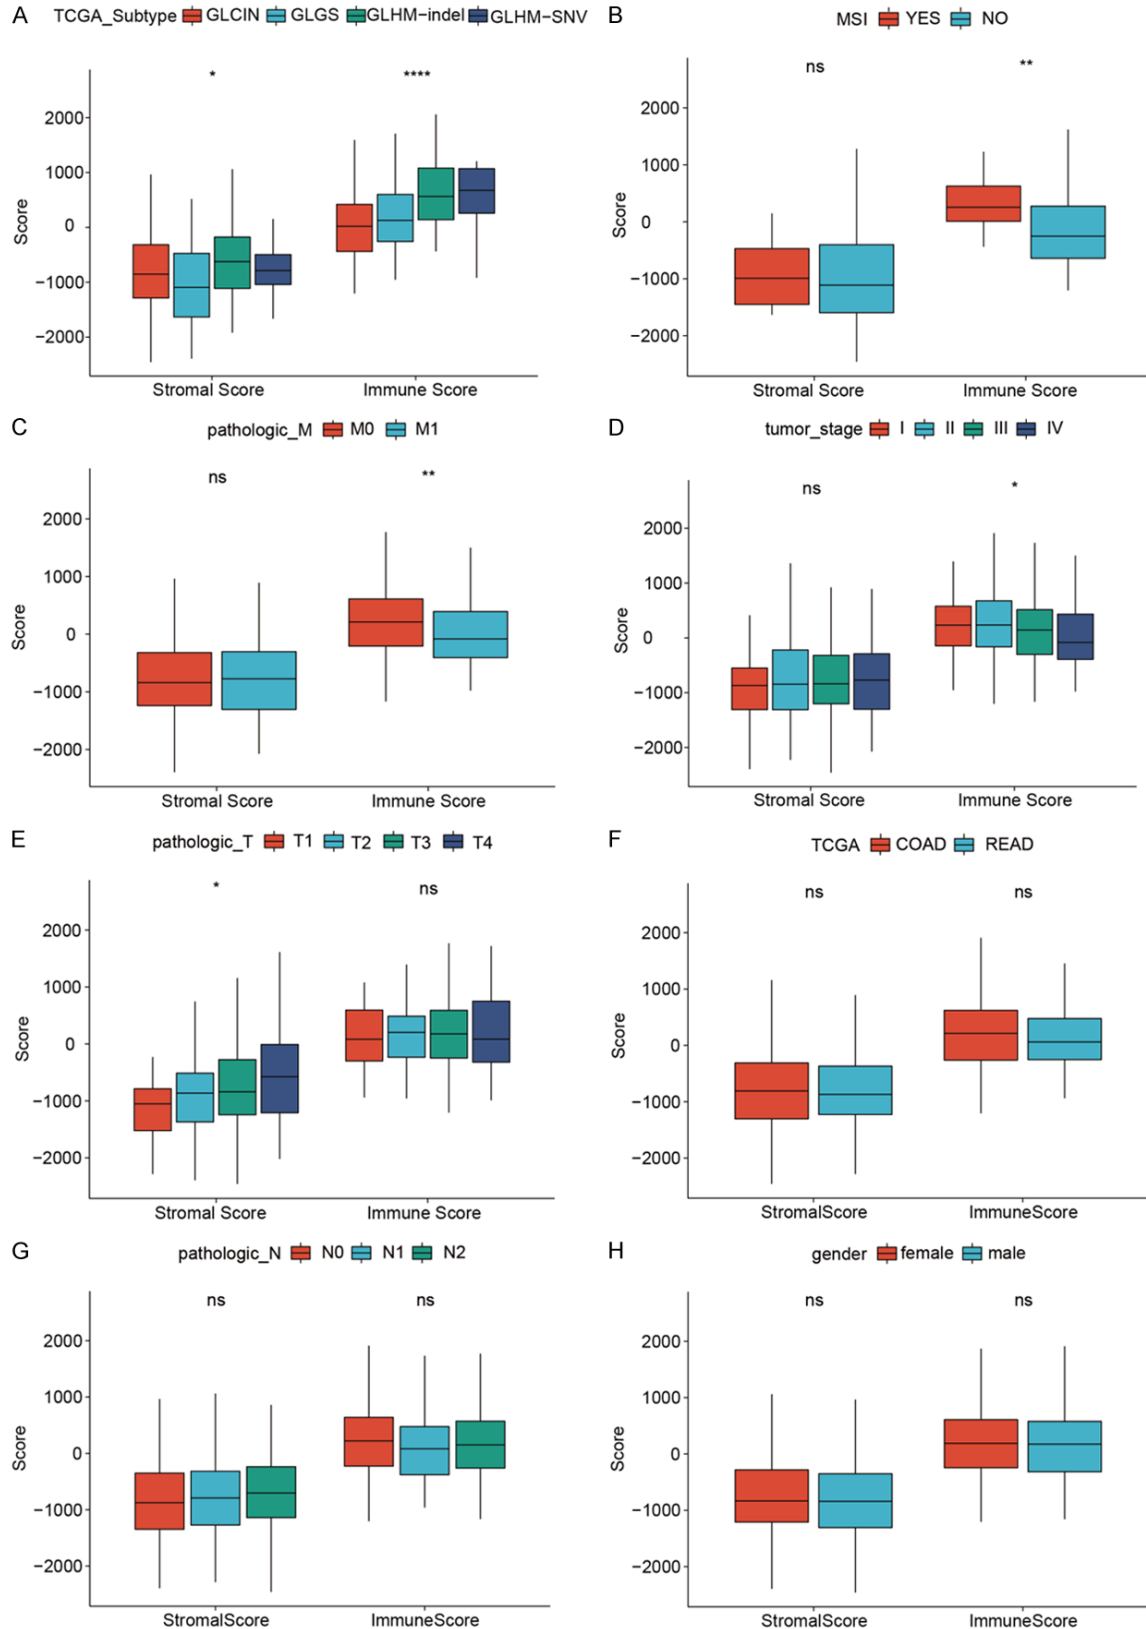 A TCGA_Subtype GLCIN GLGS GLHM-indel GLHM-SNV
* ****
Score
2000
1000
0
−1000
−2000
Stromal Score Immune Score
B MSI YES NO
ns **
Score
2000
1000
0
−1000
−2000
Stromal Score Immune Score
C pathologic_M M0 M1
ns **
Score
2000
1000
0
−1000
−2000
Stromal Score Immune Score
D tumor_stage I II III IV
ns *
Score
2000
1000
0
−1000
−2000
Stromal Score Immune Score
E pathologic_T T1 T2 T3 T4
* ns
Score
2000
1000
0
−1000
−2000
Stromal Score Immune Score
F TCGA COAD READ
ns ns
Score
2000
1000
0
−1000
−2000
StromalScore ImmuneScore
G pathologic_N N0 N1 N2
ns ns
Score
2000
1000
0
−1000
−2000
StromalScore ImmuneScore
H gender female male
ns ns
Score
2000
1000
0
−1000
−2000
StromalScore ImmuneScore